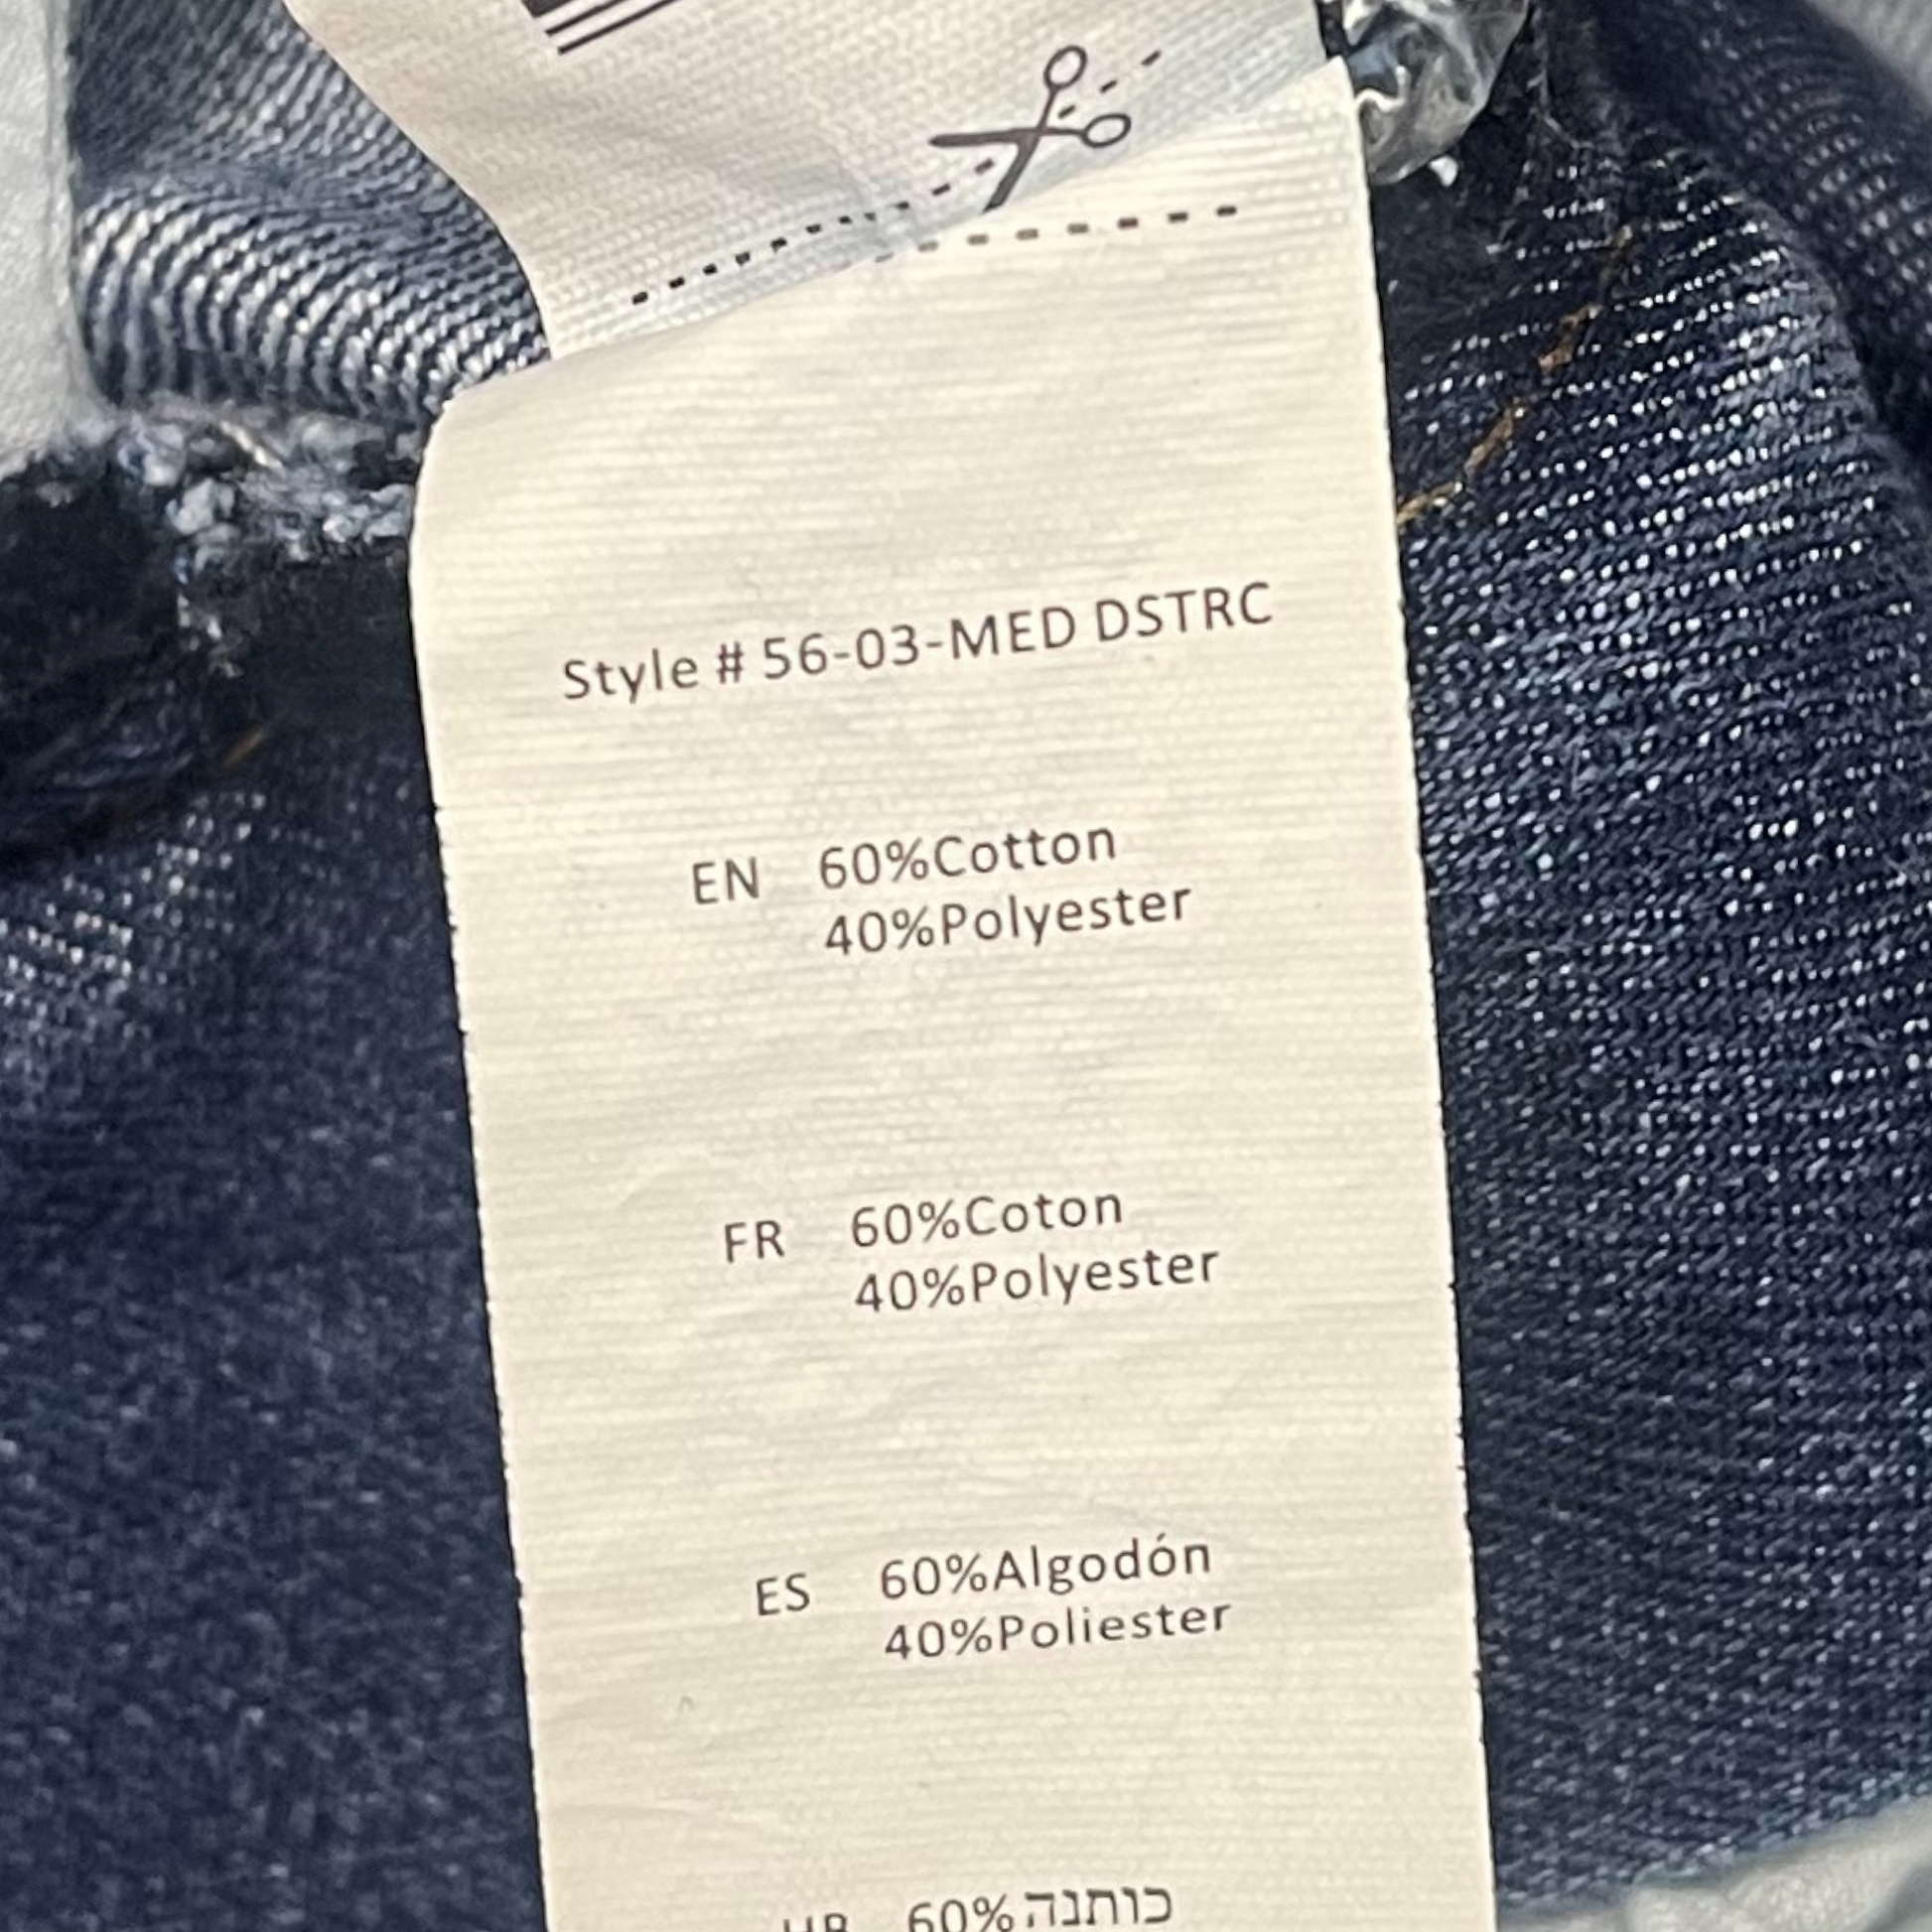 Style # 56-03-MED DSTRC
EN 60%Cotton
40%Polyester
FR 60%Coton
40%Polyester
ES 60%Algodón
40%Poliester
HB 60%כותנה